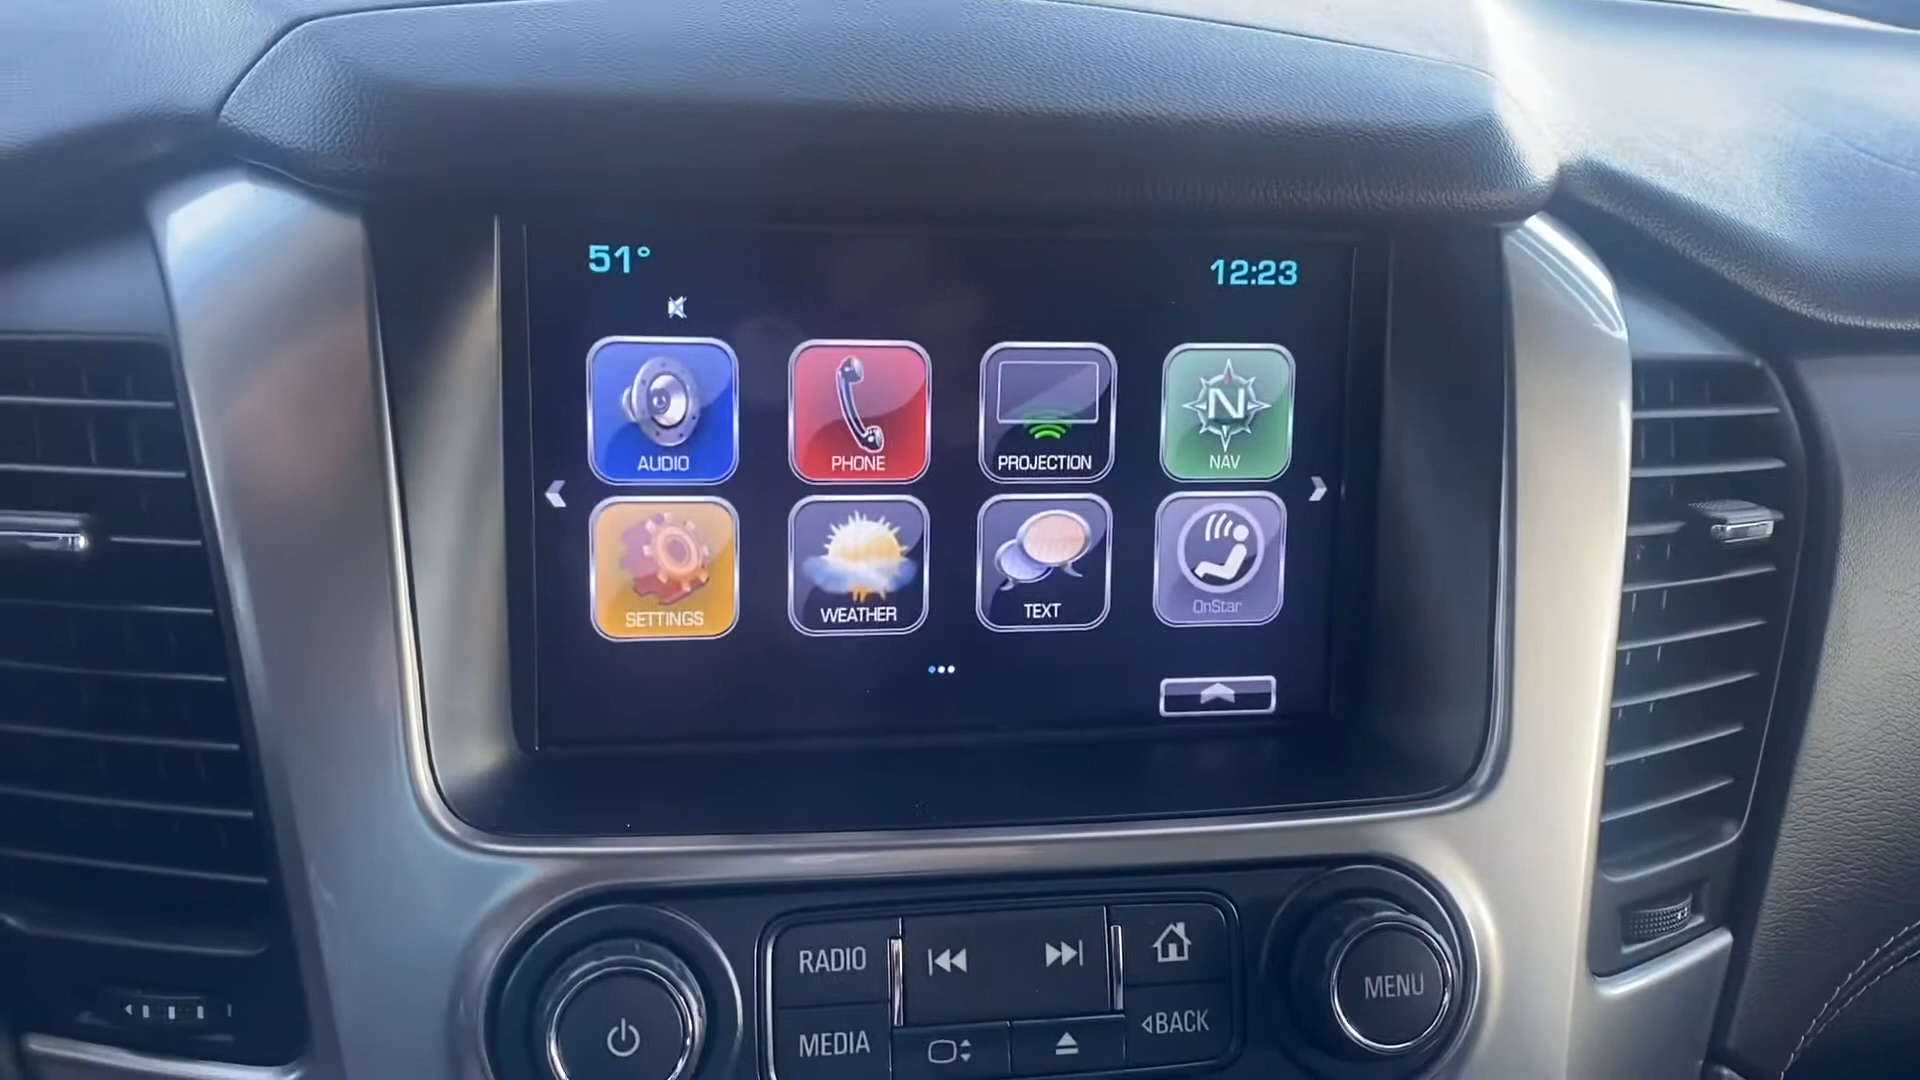 51°
12:23
AUDIO
PHONE
PROJECTION
N
NAV
SETTINGS
WEATHER
TEXT
OnStar
RADIO
MEDIA
BACK
MENU